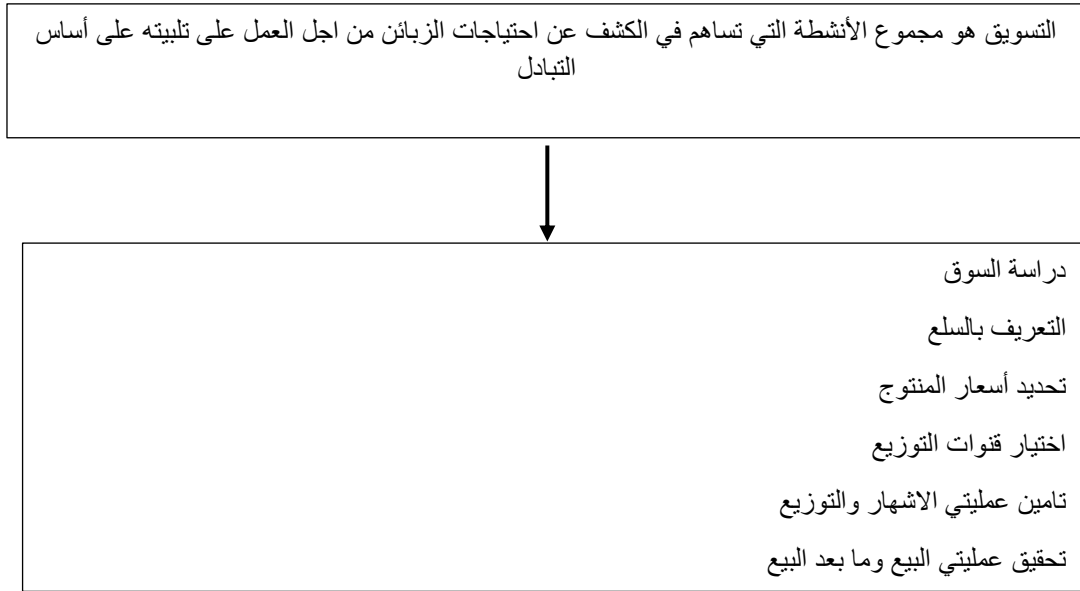 التسويق هو مجموع الأنشطة التي تساهم في الكشف عن احتياجات الزبائن من اجل العمل على تلبيته على أساس
التبادل
دراسة السوق
التعريف بالسلع
تحديد أسعار المنتوج
اختيار قنوات التوزيع
تامين عمليتي الاشهار والتوزيع
تحقيق عمليتي البيع وما بعد البيع